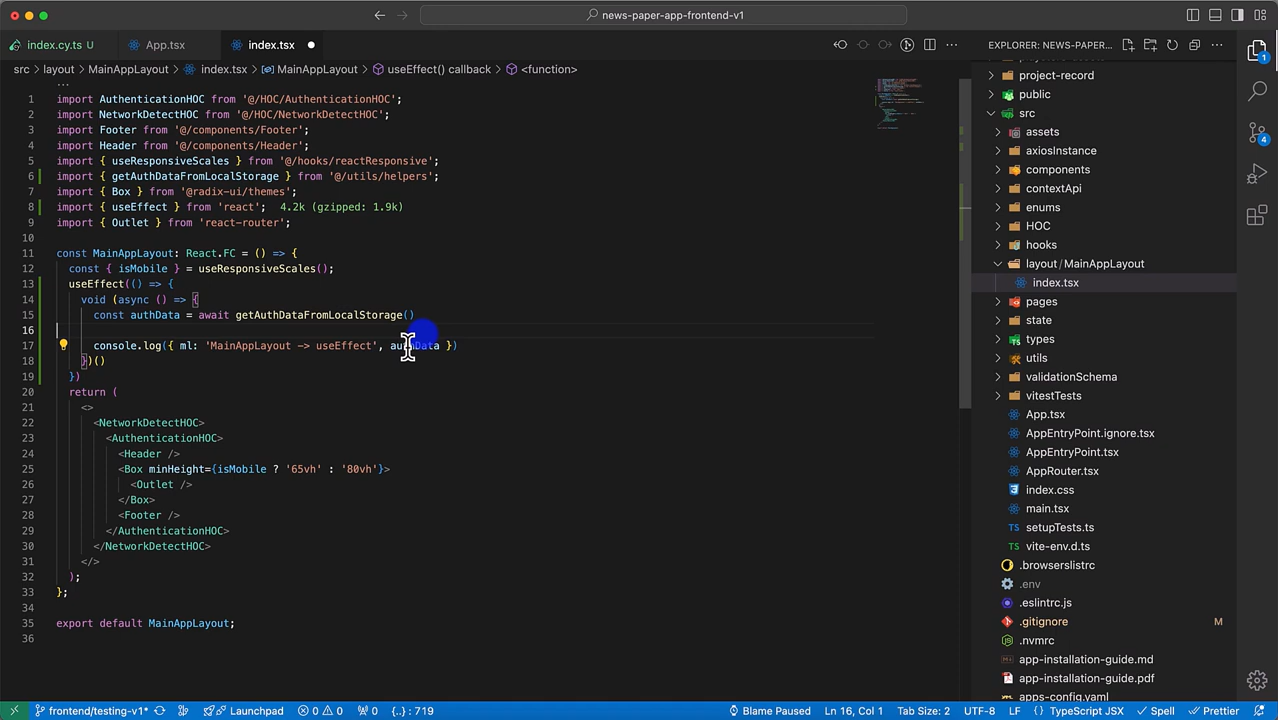 news-paper-app-frontend-v1
index.cy.ts U
App.tsx
index.tsx
EXPLORER: NEWS-PAPER...
src > layout > MainAppLayout > index.tsx > MainAppLayout > useEffect() callback > <function>
1 import AuthenticationHOC from '@/HOC/AuthenticationHOC';
2 import NetworkDetectHOC from '@/HOC/NetworkDetectHOC';
3 import Footer from '@/components/Footer';
4 import Header from '@/components/Header';
5 import { useResponsiveScales } from '@/hooks/reactResponsive';
6 import { getAuthDataFromLocalStorage } from '@/utils/helpers';
7 import { Box } from '@radix-ui/themes';
8 import { useEffect } from 'react'; 4.2k (gzipped: 1.9k)
9 import { Outlet } from 'react-router';
10
11 const MainAppLayout: React.FC = () => {
12 const { isMobile } = useResponsiveScales();
13 useEffect(() => {
14 void (async () => {
15 const authData = await getAuthDataFromLocalStorage()
16
17 console.log({ ml: 'MainAppLayout -> useEffect', authData })
18 })()
19 })
20 return (
21 <>
22 <NetworkDetectHOC>
23 <AuthenticationHOC>
24 <Header />
25 <Box minHeight={isMobile ? '65vh' : '80vh'}>
26 <Outlet />
27 </Box>
28 <Footer />
29 </AuthenticationHOC>
30 </NetworkDetectHOC>
31 </>
32 );
33 };
34
35 export default MainAppLayout;
36
project-record
public
src
assets
axiosInstance
components
contextApi
enums
HOC
hooks
layout / MainAppLayout
index.tsx
pages
state
types
utils
validationSchema
vitestTests
App.tsx
AppEntryPoint.ignore.tsx
AppEntryPoint.tsx
AppRouter.tsx
index.css
main.tsx
setupTests.ts
vite-env.d.ts
.browserslistrc
.env
.eslintrc.js
.gitignore M
.nvmrc
app-installation-guide.md
app-installation-guide.pdf
apps-config.yaml
1
4
frontend/testing-v1* Launchpad 0 0 0 {..} : 719 Blame Paused Ln 16, Col 1 Tab Size: 2 UTF-8 LF {} TypeScript JSX Spell Prettier